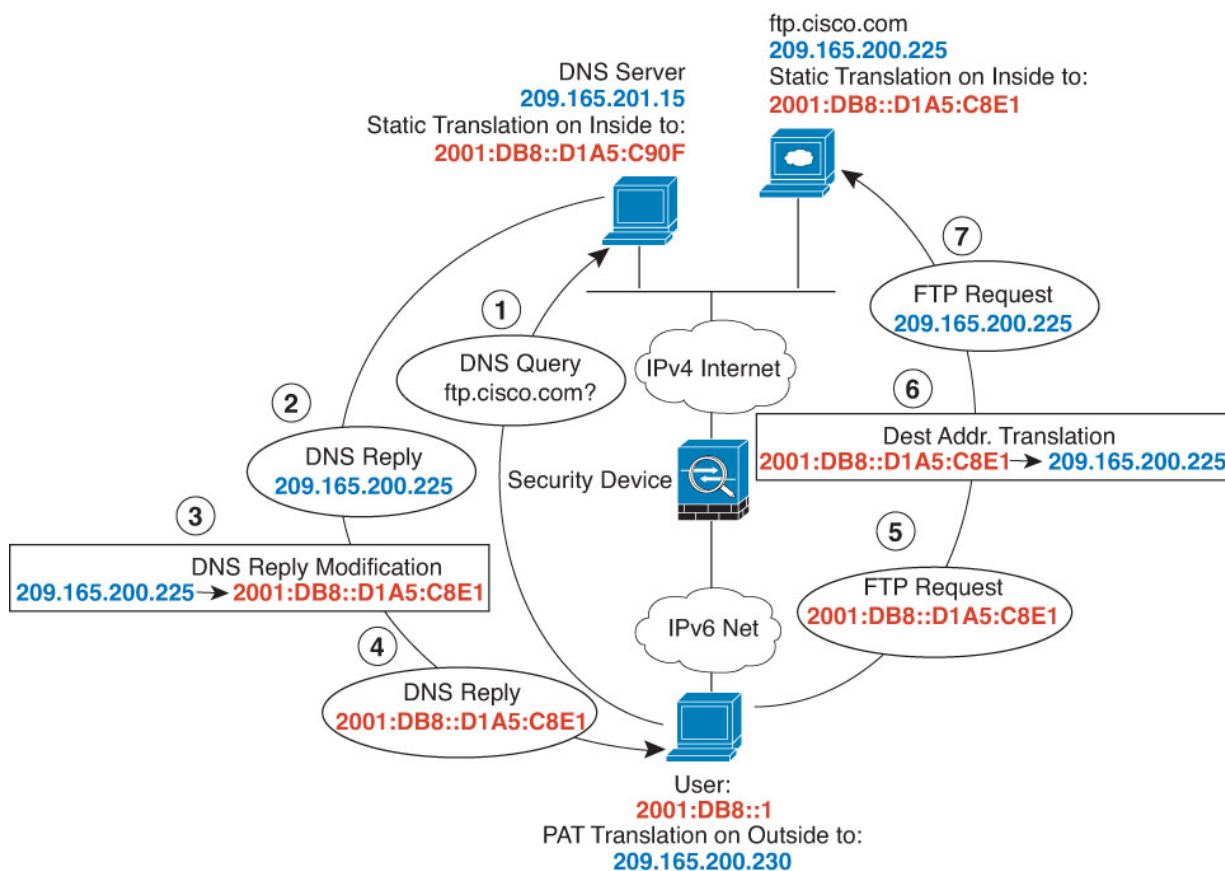 ftp.cisco.com
209.165.200.225
Static Translation on Inside to:
2001:DB8::D1A5:C8E1
DNS Server
209.165.201.15
Static Translation on Inside to:
2001:DB8::D1A5:C90F
7
FTP Request
209.165.200.225
1
DNS Query
ftp.cisco.com?
IPv4 Internet
2
DNS Reply
209.165.200.225
6
Dest Addr. Translation
2001:DB8::D1A5:C8E1 → 209.165.200.225
Security Device
3
DNS Reply Modification
209.165.200.225 → 2001:DB8::D1A5:C8E1
5
FTP Request
2001:DB8::D1A5:C8E1
IPv6 Net
4
DNS Reply
2001:DB8::D1A5:C8E1
User:
2001:DB8::1
PAT Translation on Outside to:
209.165.200.230